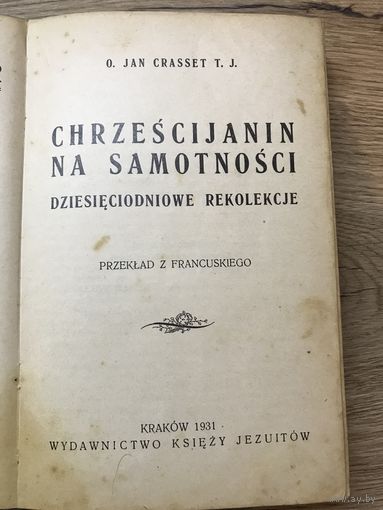 O. JAN CRASSET T. J.
CHRZEŚCIJANIN
NA SAMOTNOŚCI
DZIESIĘCIODNIOWE REKOLEKCJE
PRZEKŁAD Z FRANCUSKIEGO
KRAKÓW 1931
WYDAWNICTWO KSIĘŻY JEZUITÓW